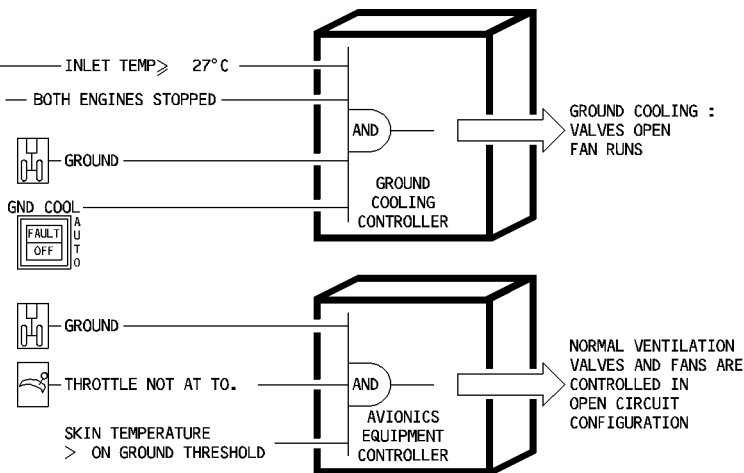 INLET TEMP⩾ 27°C
BOTH ENGINES STOPPED
GROUND
GND COOL
FAULT
OFF
AUTO
AND
GROUND
COOLING
CONTROLLER
GROUND COOLING :
VALVES OPEN
FAN RUNS
GROUND
THROTTLE NOT AT TO.
SKIN TEMPERATURE
> ON GROUND THRESHOLD
AND
AVIONICS
EQUIPMENT
CONTROLLER
NORMAL VENTILATION
VALVES AND FANS ARE
CONTROLLED IN
OPEN CIRCUIT
CONFIGURATION